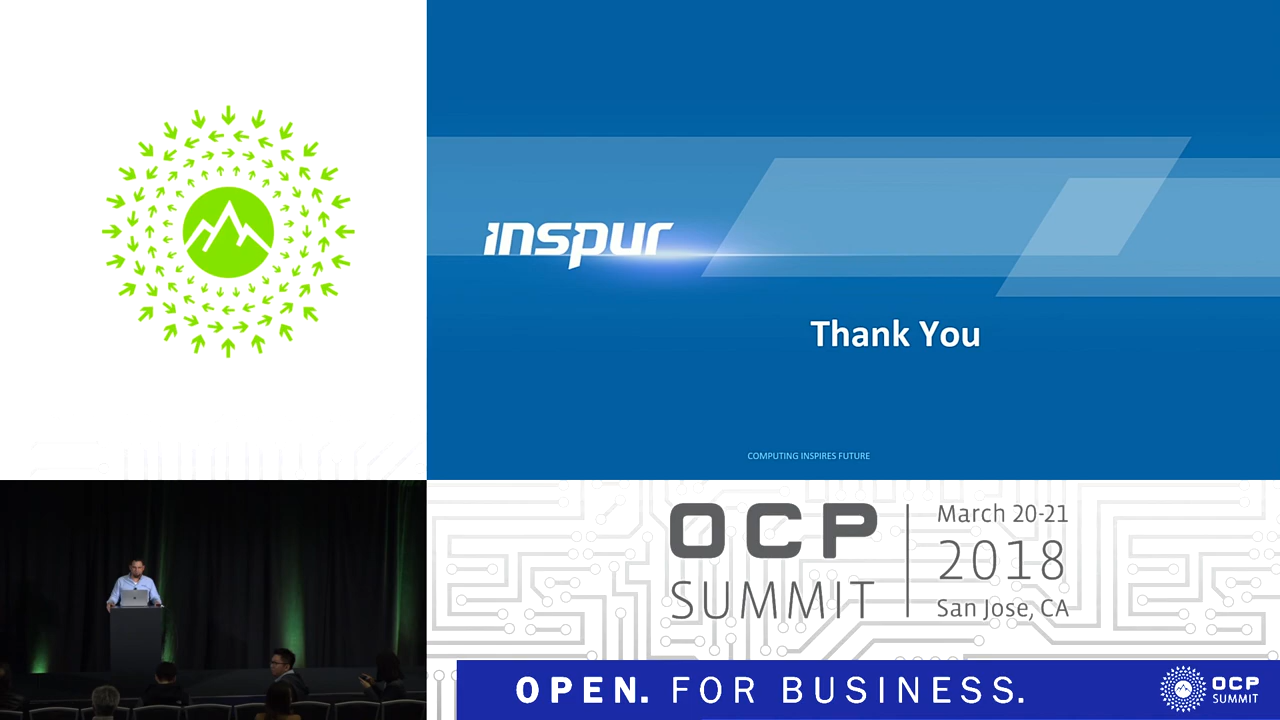 inspur
Thank You
COMPUTING INSPIRES FUTURE
OCP
SUMMIT
March 20-21
2018
San Jose, CA
OPEN. FOR BUSINESS.
OCP
SUMMIT